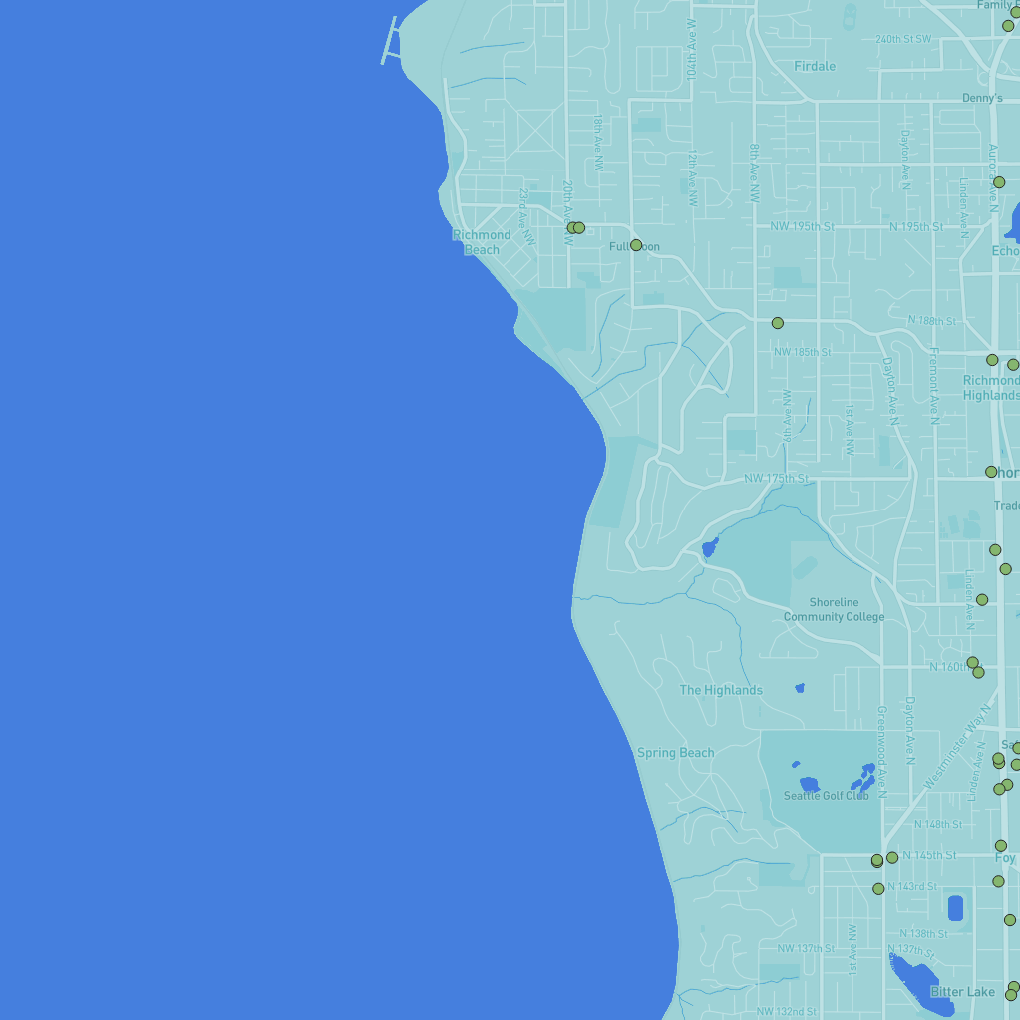 Family
240th St SW
104th Ave W
Firdale
Denny's
18th Ave NW
Dayton Ave N
Aurora Ave N
12th Ave NW
8th Ave NW
20th Ave NW
23rd Ave NW
Linden Ave N
NW 195th St
N 195th St
Richmond
Beach
Echo
N 188th St
NW 185th St
Fremont Ave N
Dayton Ave N
Richmond
Highlands
6th Ave NW
1st Ave NW
NW 175th St
Linden Ave N
Shoreline
Community College
N 160th
The Highlands
Greenwood Ave N
Dayton Ave N
Westminster Way N
Spring Beach
Linden Ave N
Seattle Golf Club
N 148th St
N 145th St
Foy
N 143rd St
1st Ave NW
N 138th St
NW 137th St
N 137th St
Bitter Lake
NW 132nd St